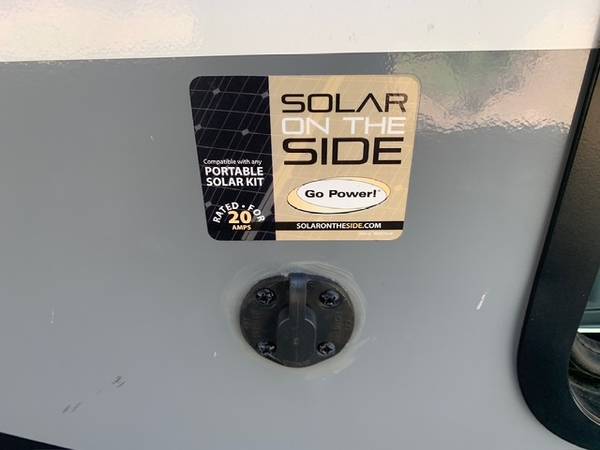 SOLAR
ON THE
SIDE
Compatible with any
PORTABLE
SOLAR KIT
Go Power!
RATED • FOR
20
AMPS
SOLARONTHESIDE.COM